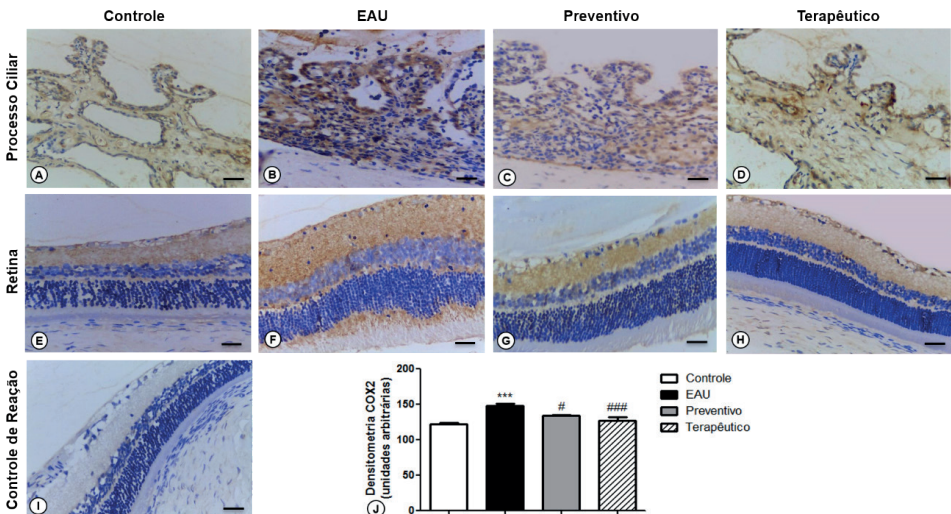 Controle
EAU
Preventivo
Terapêutico
Processo Ciliar
A
B
C
D
Retina
E
F
G
H
Controle de Reação
I
J
Densitometria COX2
(unidades arbitrárias)
200
150
100
50
0
***
#
###
Controle
EAU
Preventivo
Terapêutico